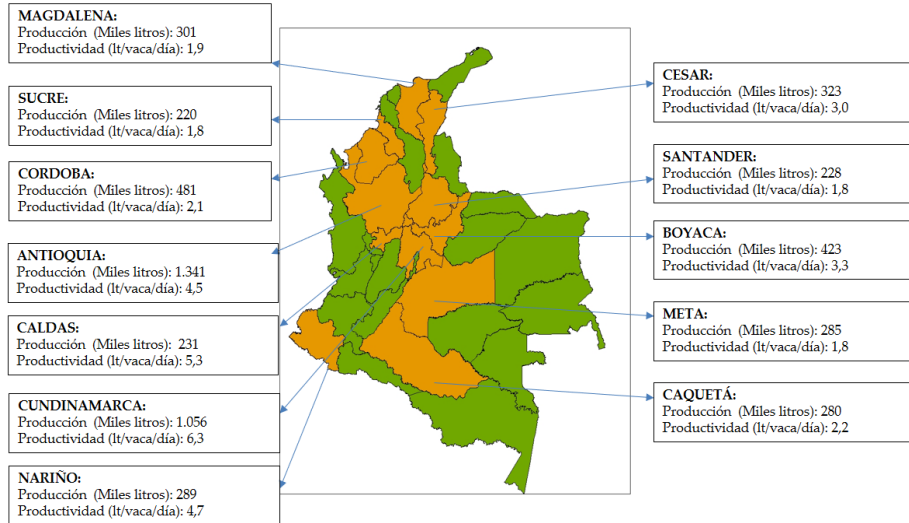 MAGDALENA:
Producción (Miles litros): 301
Productividad (lt/vaca/día): 1,9
SUCRE:
Producción (Miles litros): 220
Productividad (lt/vaca/día): 1,8
CORDOBA:
Producción (Miles litros): 481
Productividad (lt/vaca/día): 2,1
ANTIOQUIA:
Producción (Miles litros): 1.341
Productividad (lt/vaca/día): 4,5
CALDAS:
Producción (Miles litros): 231
Productividad (lt/vaca/día): 5,3
CUNDINAMARCA:
Producción (Miles litros): 1.056
Productividad (lt/vaca/día): 6,3
NARIÑO:
Producción (Miles litros): 289
Productividad (lt/vaca/día): 4,7
CESAR:
Producción (Miles litros): 323
Productividad (lt/vaca/día): 3,0
SANTANDER:
Producción (Miles litros): 228
Productividad (lt/vaca/día): 1,8
BOYACA:
Producción (Miles litros): 423
Productividad (lt/vaca/día): 3,3
META:
Producción (Miles litros): 285
Productividad (lt/vaca/día): 1,8
CAQUETÁ:
Producción (Miles litros): 280
Productividad (lt/vaca/día): 2,2